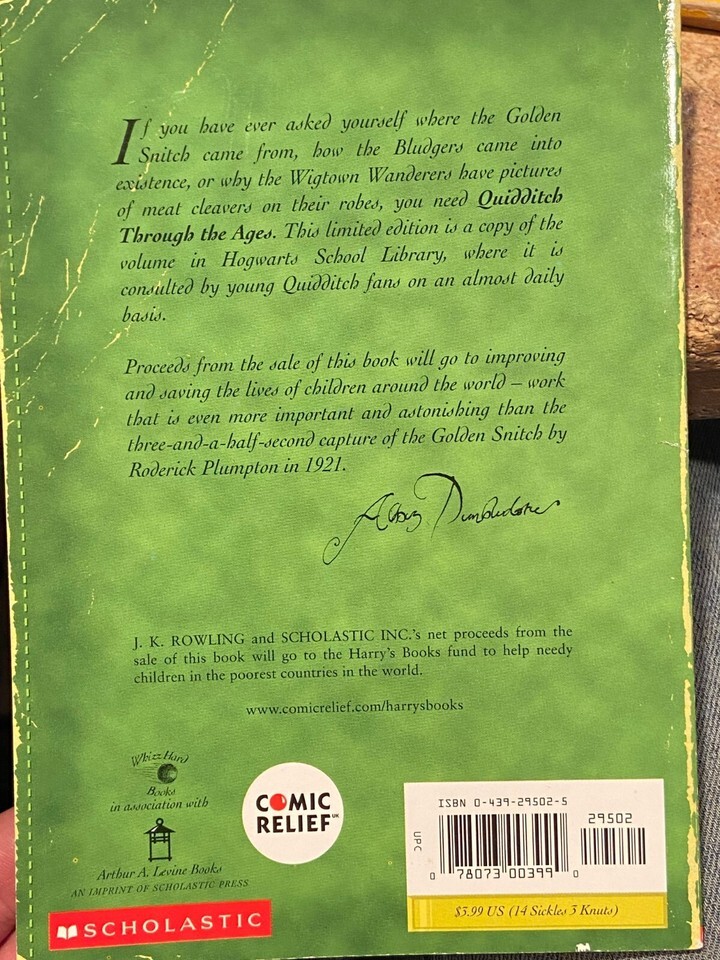 If you have ever asked yourself where the Golden
Snitch came from, how the Bludgers came into
existence, or why the Wigtown Wanderers have pictures
of meat cleavers on their robes, you need Quidditch
Through the Ages. This limited edition is a copy of the
volume in Hogwarts School Library, where it is
consulted by young Quidditch fans on an almost daily
basis.
Proceeds from the sale of this book will go to improving
and saving the lives of children around the world – work
that is even more important and astonishing than the
three-and-a-half-second capture of the Golden Snitch by
Roderick Plumpton in 1921.
Albus Dumbledore
J. K. ROWLING and SCHOLASTIC INC.'s net proceeds from the
sale of this book will go to the Harry's Books fund to help needy
children in the poorest countries in the world.
www.comicrelief.com/harrysbooks
Whizz Hard
Books
in association with
Arthur A. Levine Books
AN IMPRINT OF SCHOLASTIC PRESS
SCHOLASTIC
COMIC
RELIEF UK
ISBN 0-439-29502-5
29502
UPC
0 78073 00399 0
$3.99 US (14 Sickles 3 Knuts)